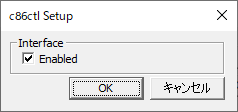 c86ctl Setup
Interface
Enabled
OK
キャンセル